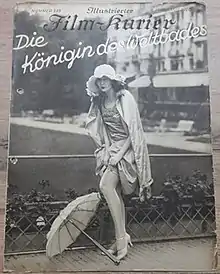 Illustrierter
Film-Kurier
Die
Königin des Weltbades